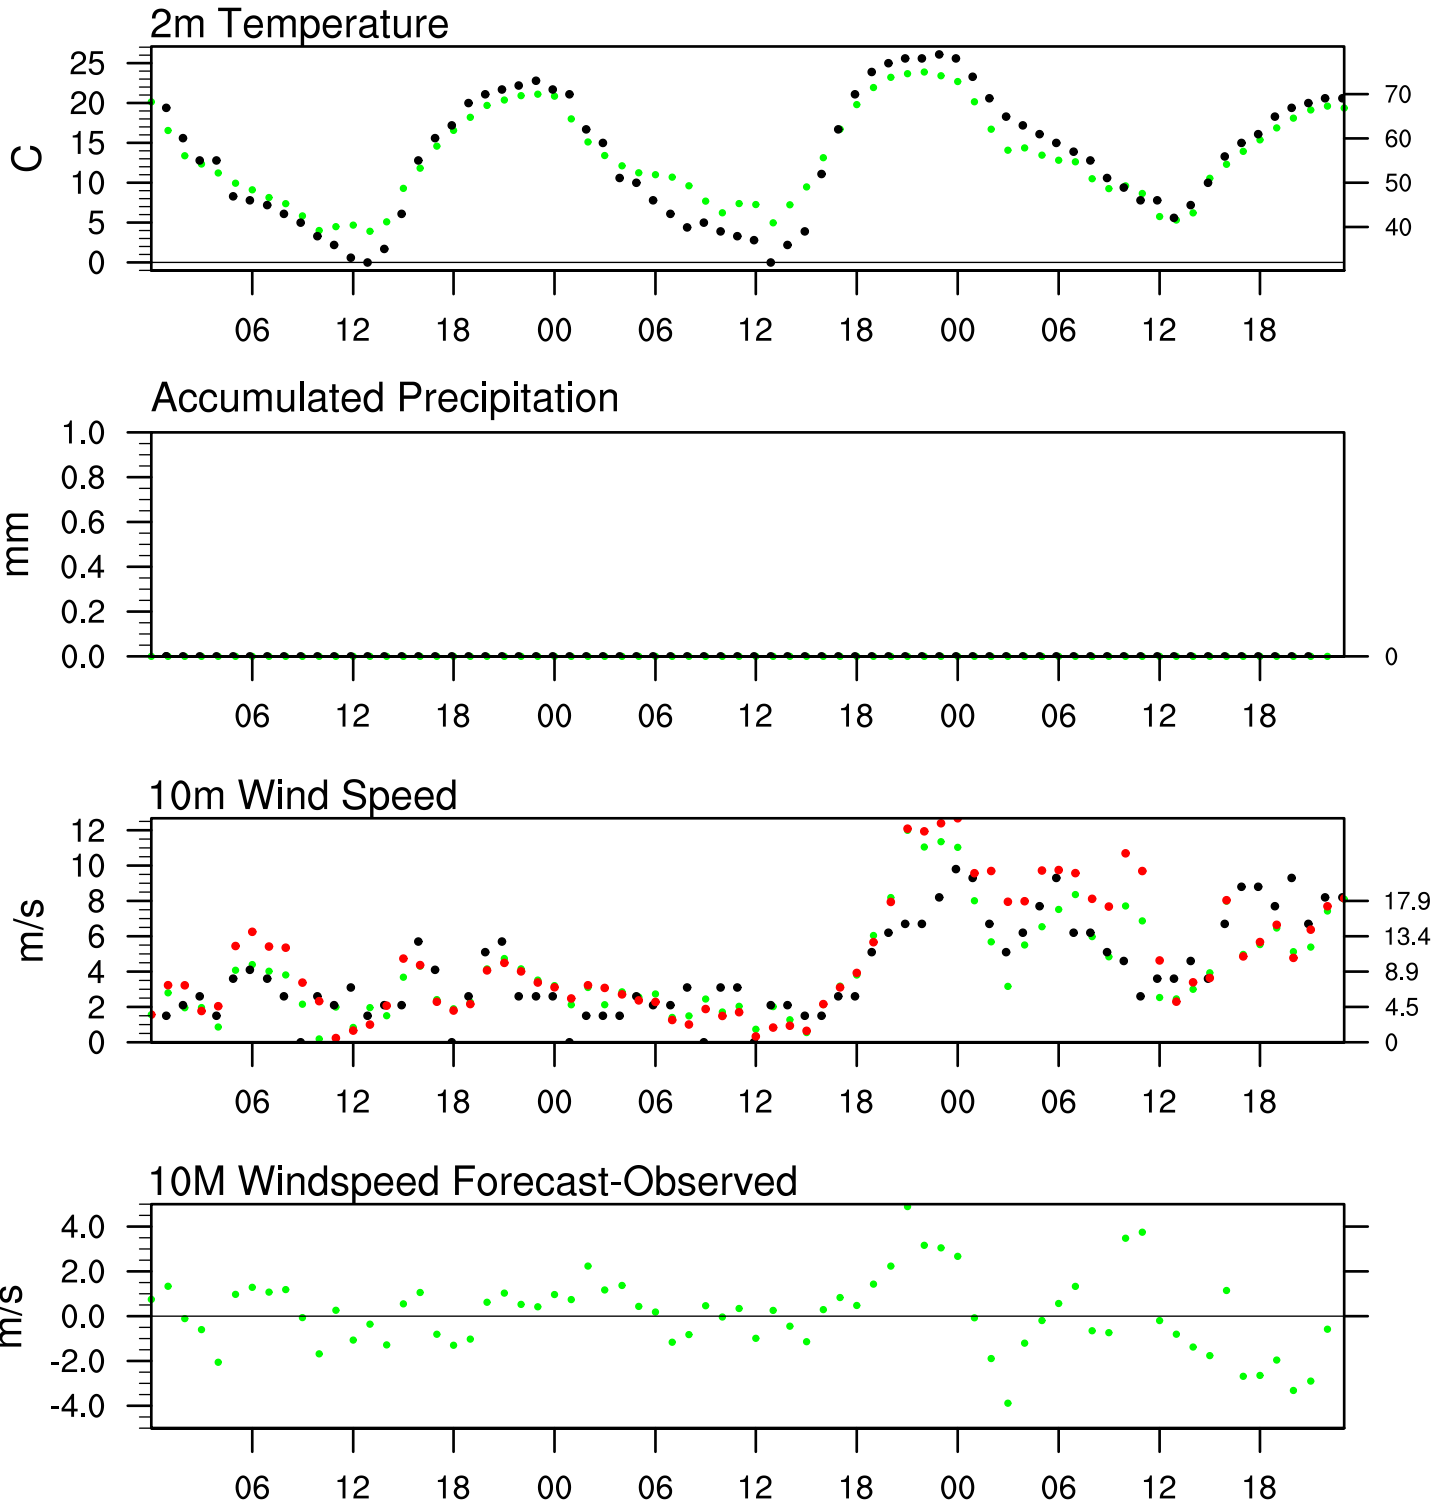 2m Temperature
25
20
15
10
5
0
C
70
60
50
40
06 12 18 00 06 12 18 00 06 12 18
Accumulated Precipitation
1.0
0.8
0.6
0.4
0.2
0.0
mm
0
06 12 18 00 06 12 18 00 06 12 18
10m Wind Speed
12
10
8
6
4
2
0
m/s
17.9
13.4
8.9
4.5
0
06 12 18 00 06 12 18 00 06 12 18
10M Windspeed Forecast-Observed
4.0
2.0
0.0
-2.0
-4.0
m/s
06 12 18 00 06 12 18 00 06 12 18